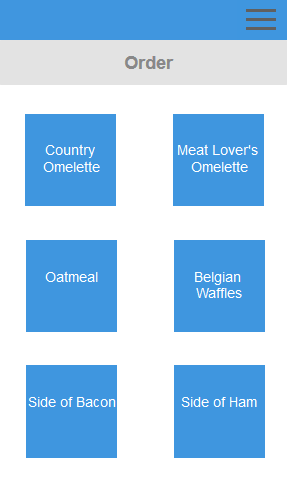 Order
Country
Omelette
Meat Lover's
Omelette
Oatmeal
Belgian
Waffles
Side of Bacon
Side of Ham